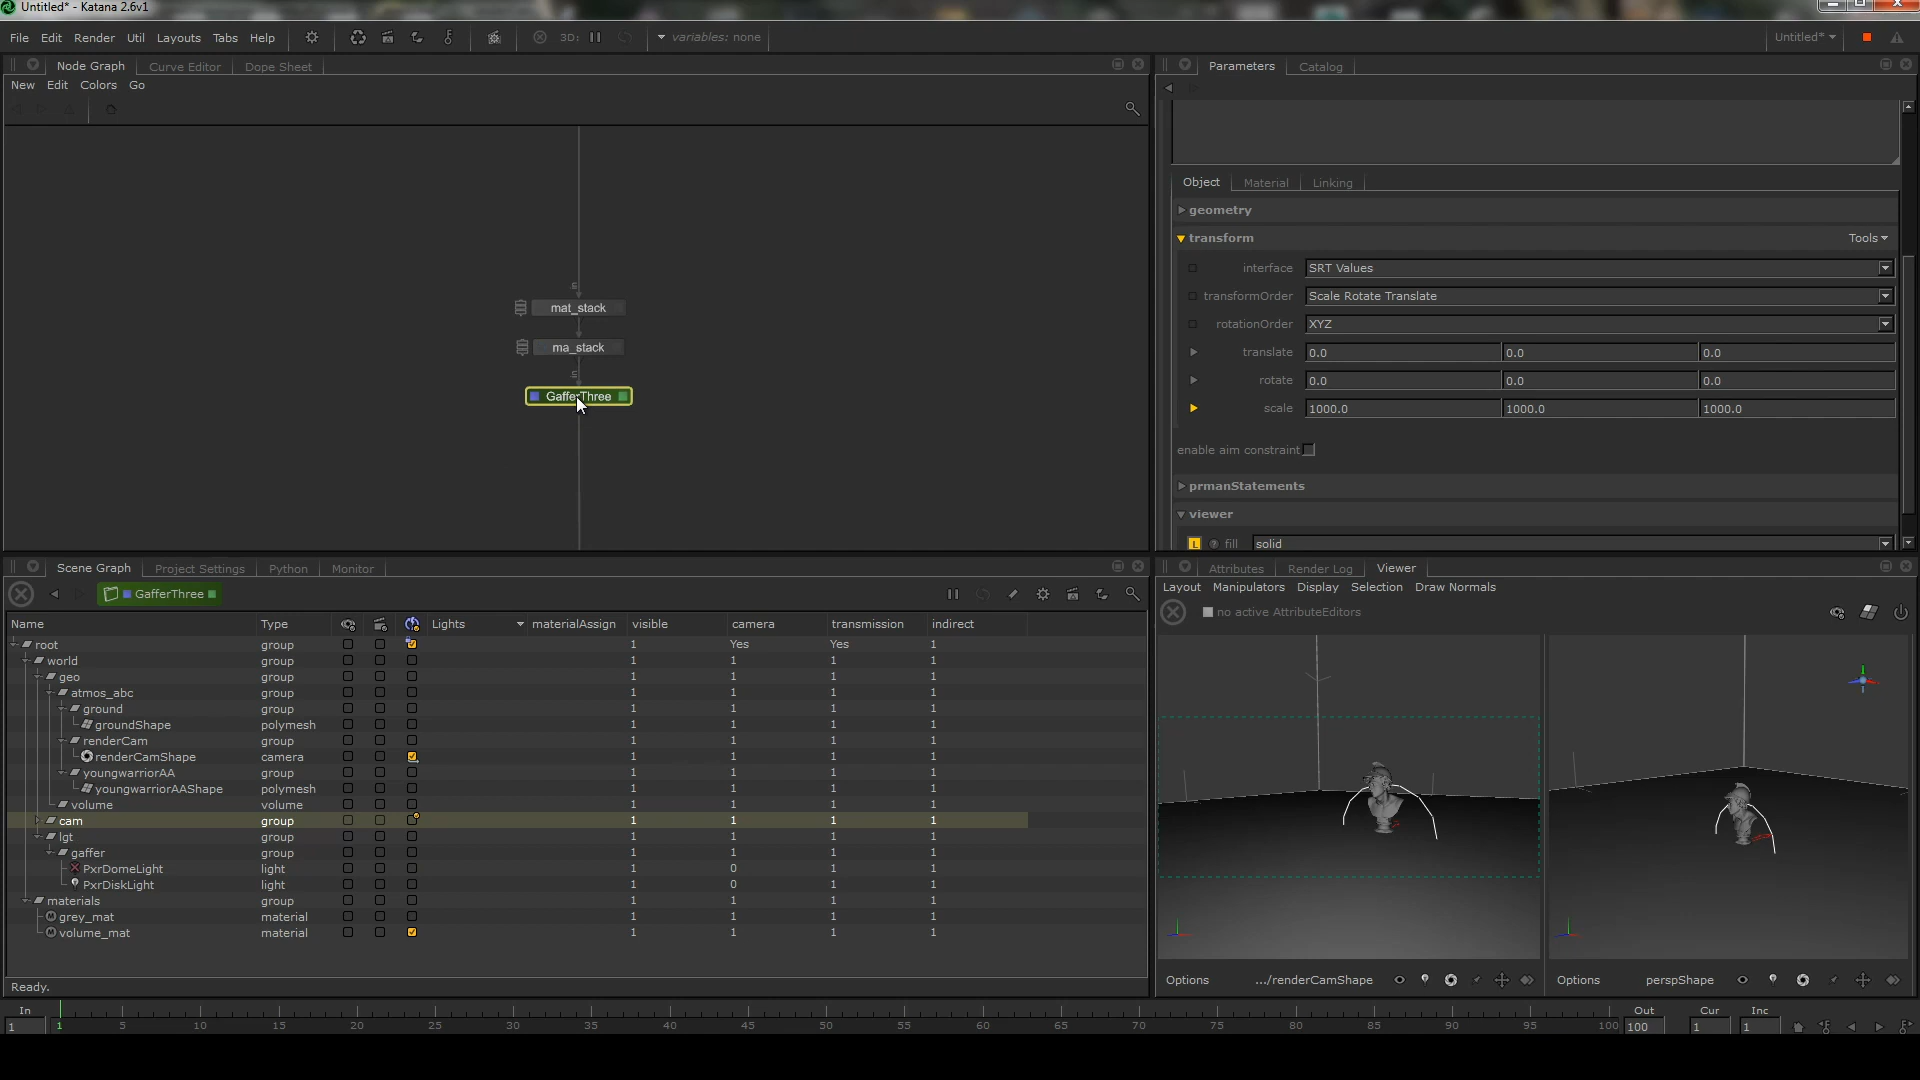 Untitled* - Katana 2.6v1
File Edit Render Util Layouts Tabs Help 3D: variables: none Untitled*
Node Graph Curve Editor Dope Sheet
New Edit Colors Go
in
mat_stack
ma_stack
in
GafferThree
Parameters Catalog
Object Material Linking
geometry
transform Tools
interface SRT Values
transformOrder Scale Rotate Translate
rotationOrder XYZ
translate 0.0 0.0 0.0
rotate 0.0 0.0 0.0
scale 1000.0 1000.0 1000.0
enable aim constraint
prmanStatements
viewer
L ? fill solid
Scene Graph Project Settings Python Monitor
GafferThree
Name Type Lights materialAssign visible camera transmission indirect
root group 1 Yes Yes 1
world group 1 1 1 1
geo group 1 1 1 1
atmos_abc group 1 1 1 1
ground group 1 1 1 1
groundShape polymesh 1 1 1 1
renderCam group 1 1 1 1
renderCamShape camera 1 1 1 1
youngwarriorAA group 1 1 1 1
youngwarriorAAShape polymesh 1 1 1 1
volume volume 1 1 1 1
cam group 1 1 1 1
lgt group 1 1 1 1
gaffer group 1 1 1 1
PxrDomeLight light 1 0 1 1
PxrDiskLight light 1 0 1 1
materials group 1 1 1 1
grey_mat material 1 1 1 1
volume_mat material 1 1 1 1
Ready.
Attributes Render Log Viewer
Layout Manipulators Display Selection Draw Normals
no active AttributeEditors
Options .../renderCamShape
Options perspShape
In Out Cur Inc
1 1 5 10 15 20 25 30 35 40 45 50 55 60 65 70 75 80 85 90 95 100 100 1 1